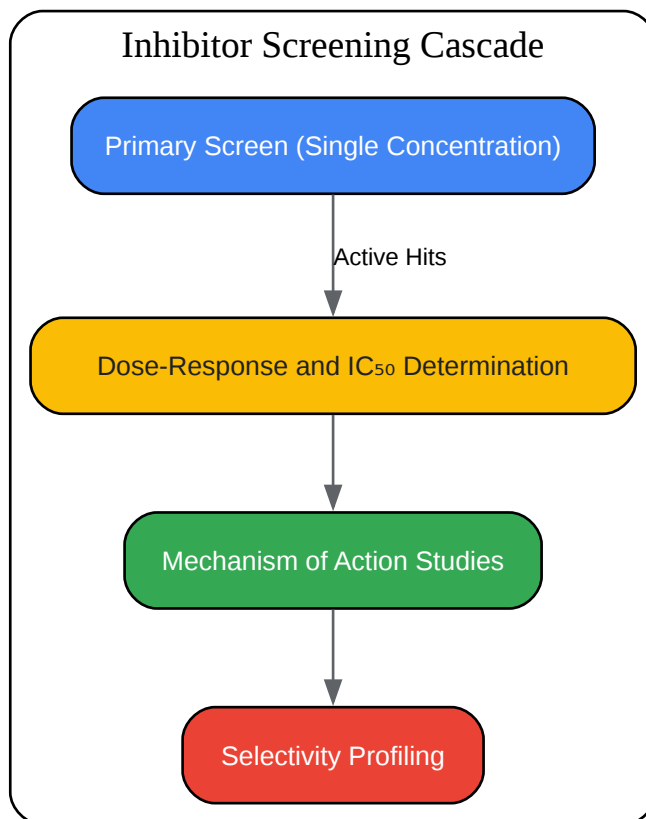 Inhibitor Screening Cascade
Primary Screen (Single Concentration)
Active Hits
Dose-Response and IC₅₀ Determination
Mechanism of Action Studies
Selectivity Profiling